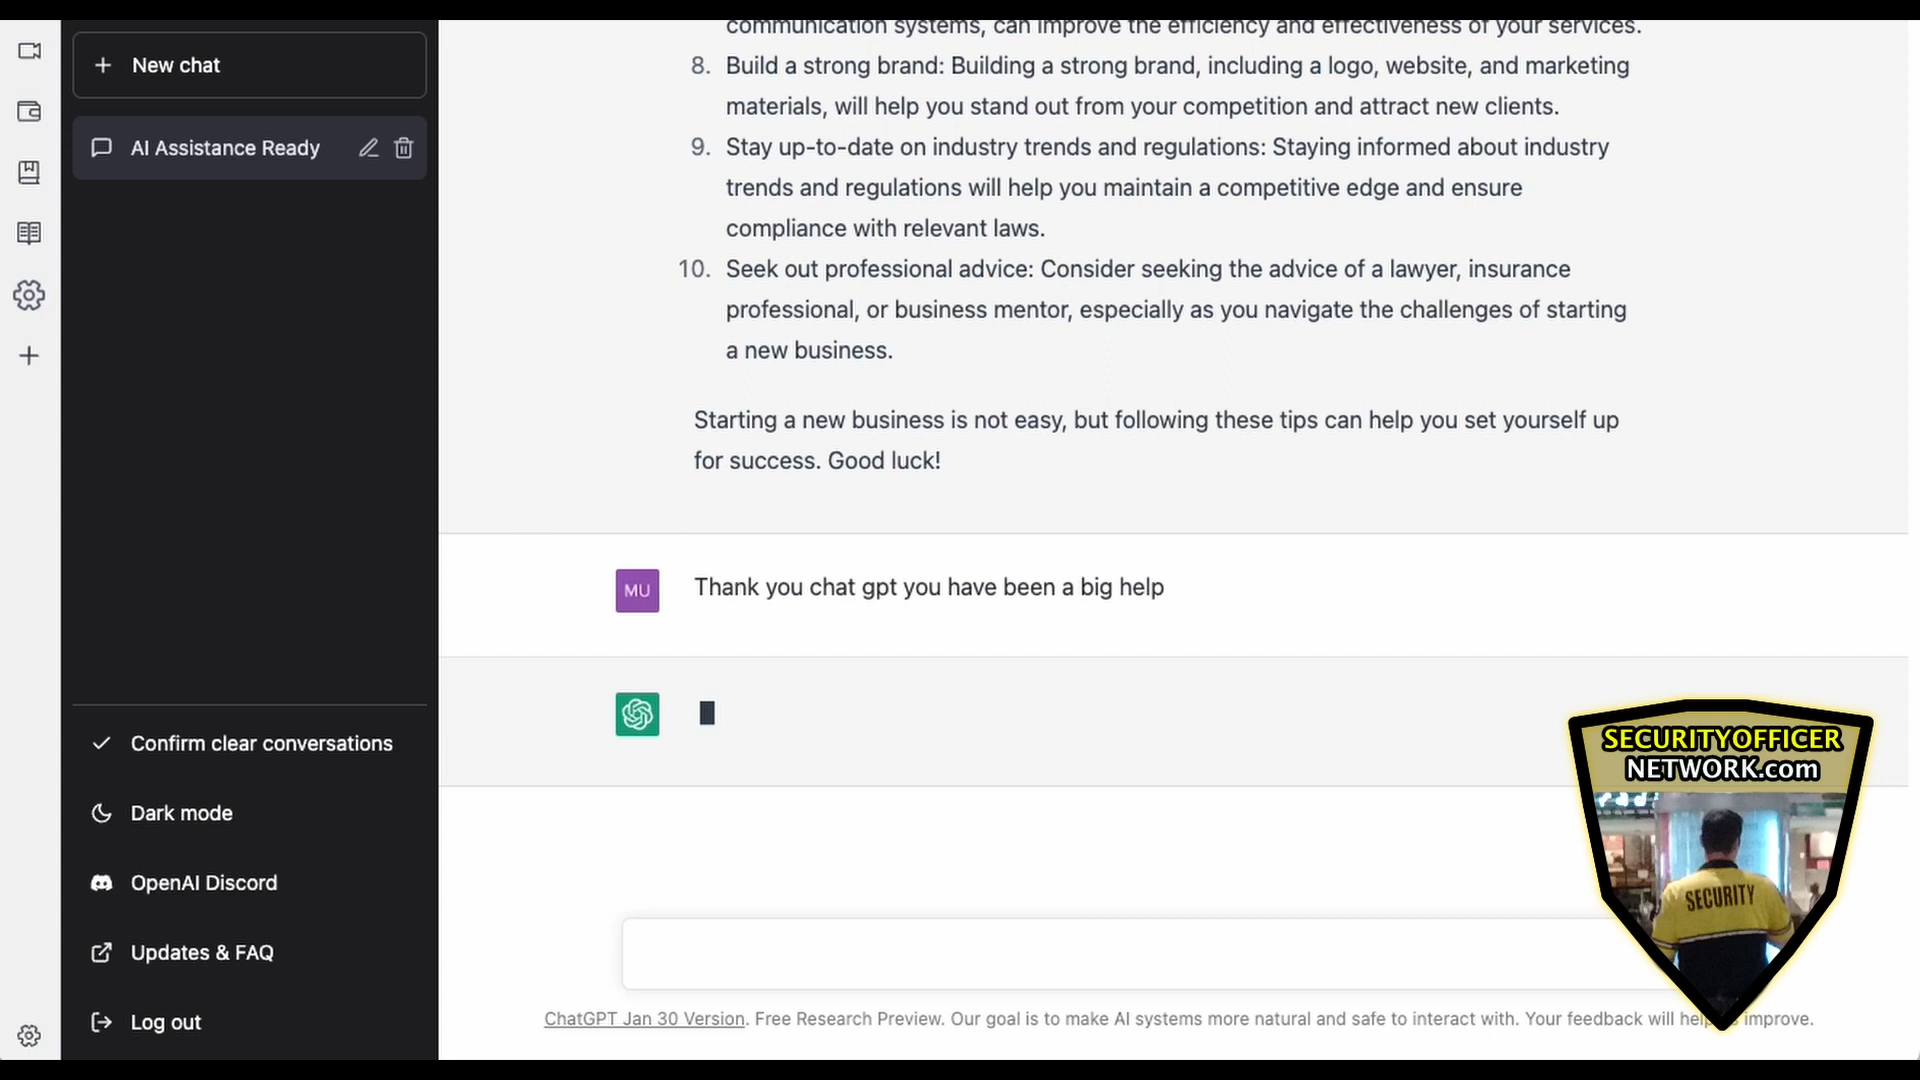 New chat
AI Assistance Ready
Confirm clear conversations
Dark mode
OpenAI Discord
Updates & FAQ
Log out
communication systems, can improve the efficiency and effectiveness of your services.
8. Build a strong brand: Building a strong brand, including a logo, website, and marketing
materials, will help you stand out from your competition and attract new clients.
9. Stay up-to-date on industry trends and regulations: Staying informed about industry
trends and regulations will help you maintain a competitive edge and ensure
compliance with relevant laws.
10. Seek out professional advice: Consider seeking the advice of a lawyer, insurance
professional, or business mentor, especially as you navigate the challenges of starting
a new business.
Starting a new business is not easy, but following these tips can help you set yourself up
for success. Good luck!
MU
Thank you chat gpt you have been a big help
SECURITYOFFICER
NETWORK.com
SECURITY
ChatGPT Jan 30 Version. Free Research Preview. Our goal is to make AI systems more natural and safe to interact with. Your feedback will help improve.